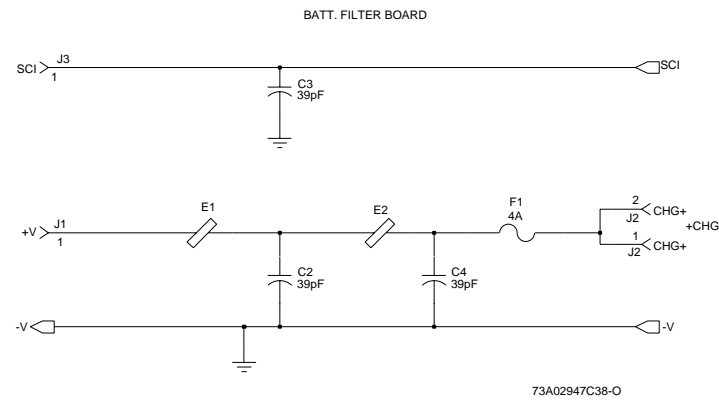 BATT. FILTER BOARD
SCI
J3
1
SCI
C3
39pF
+V
J1
1
E1
E2
F1
4A
2
J2
CHG+
+CHG
1
J2
CHG+
C2
39pF
C4
39pF
-V
-V
73A02947C38-O